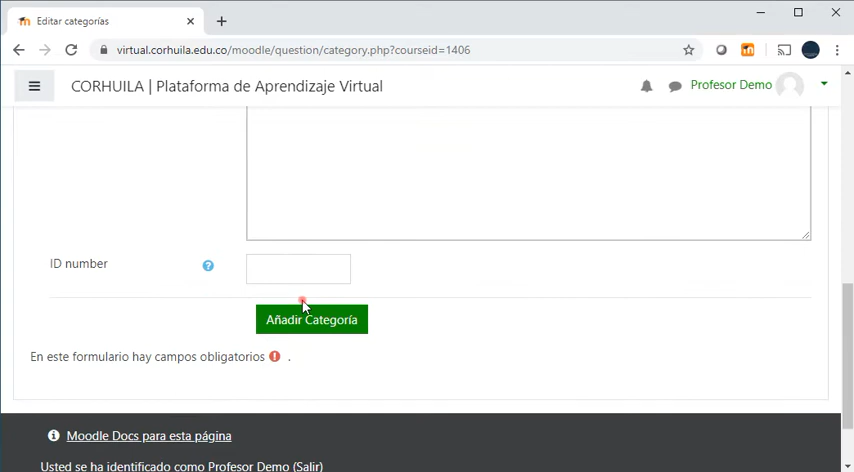 Editar categorías
virtual.corhuila.edu.co/moodle/question/category.php?courseid=1406
CORHUILA | Plataforma de Aprendizaje Virtual
Profesor Demo
ID number
Añadir Categoría
En este formulario hay campos obligatorios .
Moodle Docs para esta página
Usted se ha identificado como Profesor Demo (Salir)